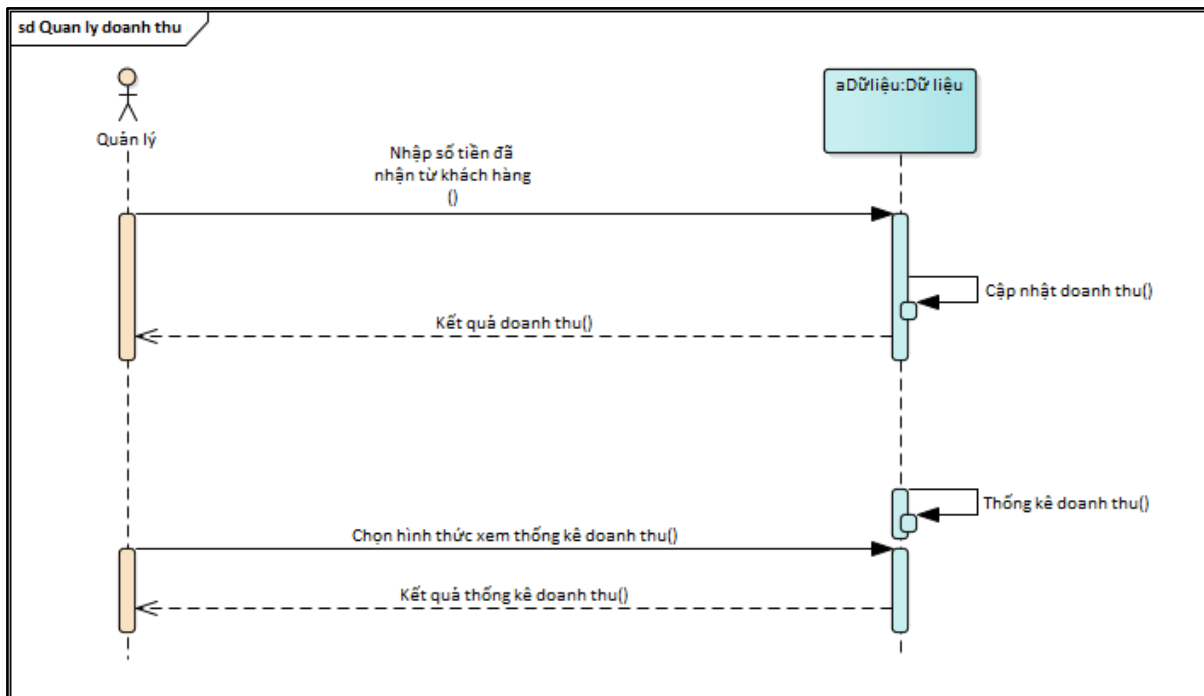 sd Quan ly doanh thu
aDữliệu:Dữ liệu
Quản lý
Nhập số tiền đã
nhận từ khách hàng
()
Cập nhật doanh thu()
Kết quả doanh thu()
Thống kê doanh thu()
Chọn hình thức xem thống kê doanh thu()
Kết quả thống kê doanh thu()